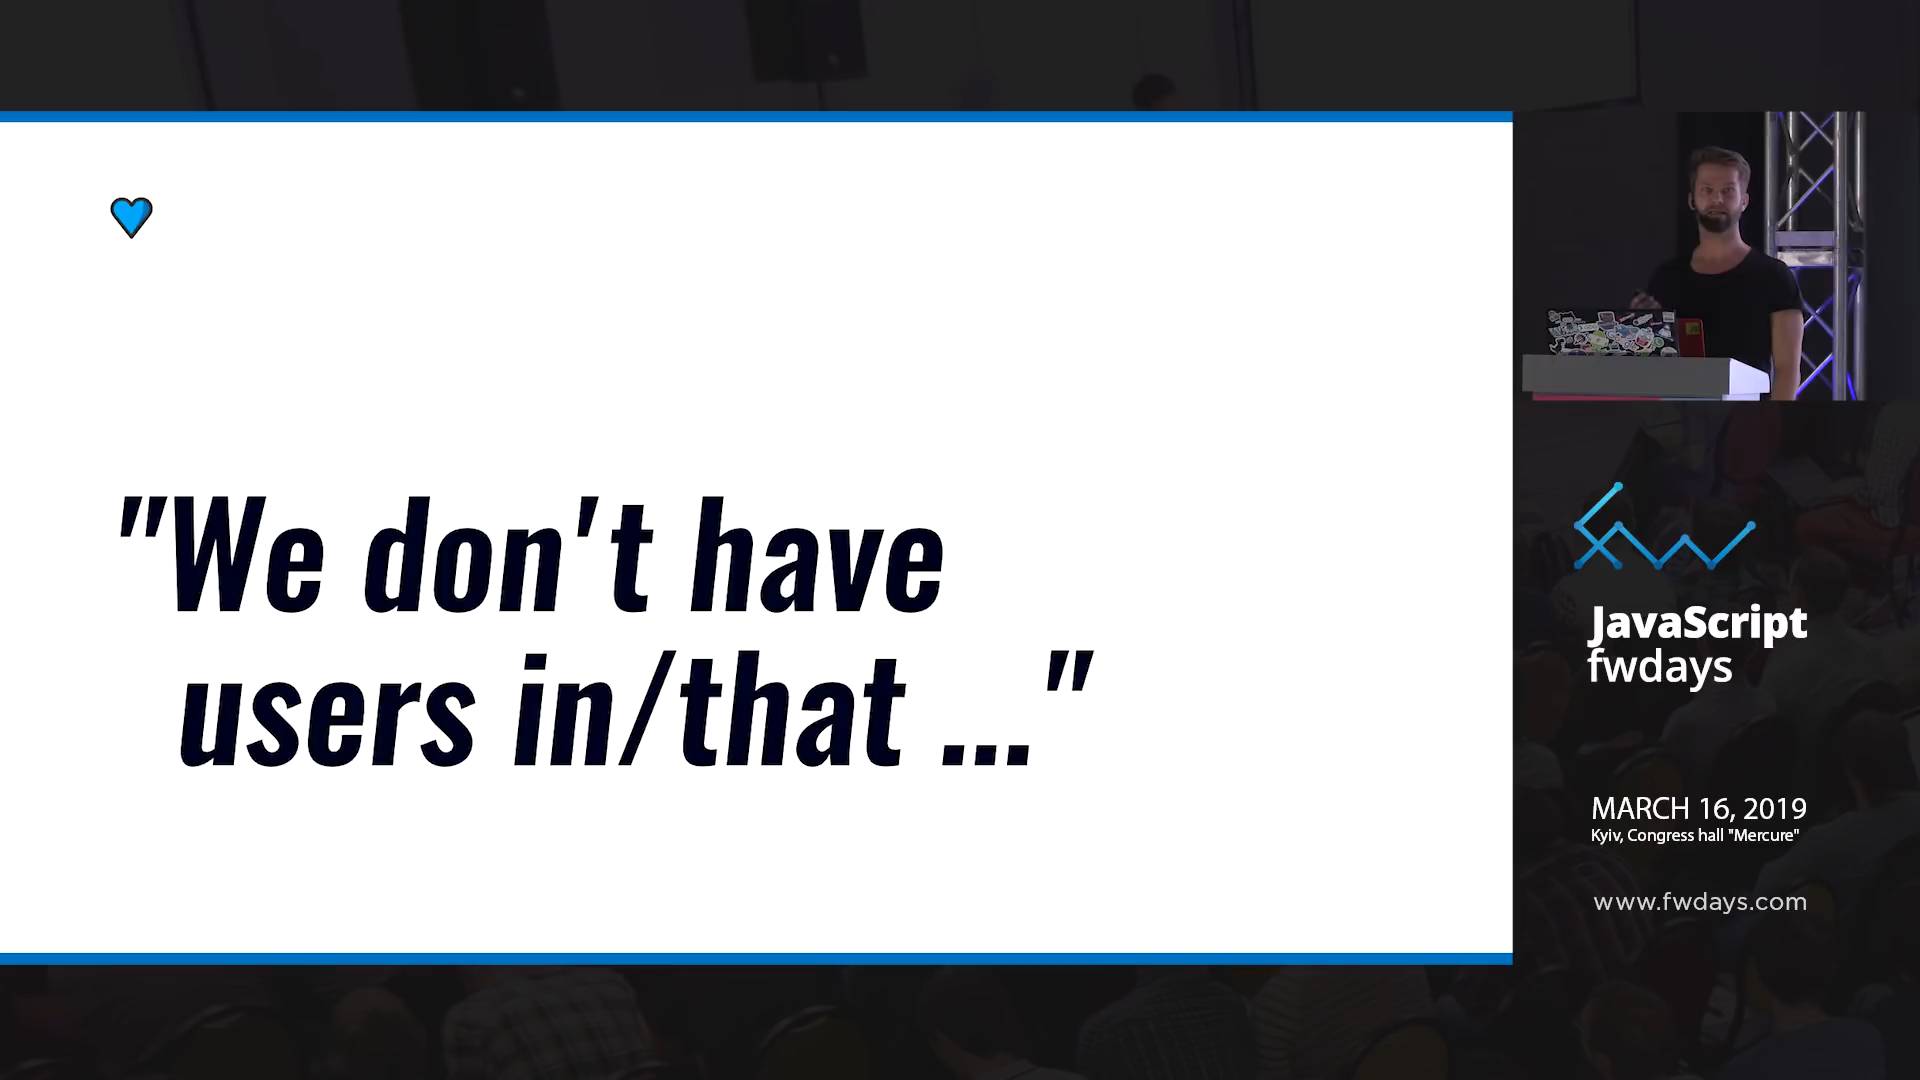 "We don't have
users in/that ..."
JavaScript
fwdays
MARCH 16, 2019
Kyiv, Congress hall "Mercure"
www.fwdays.com